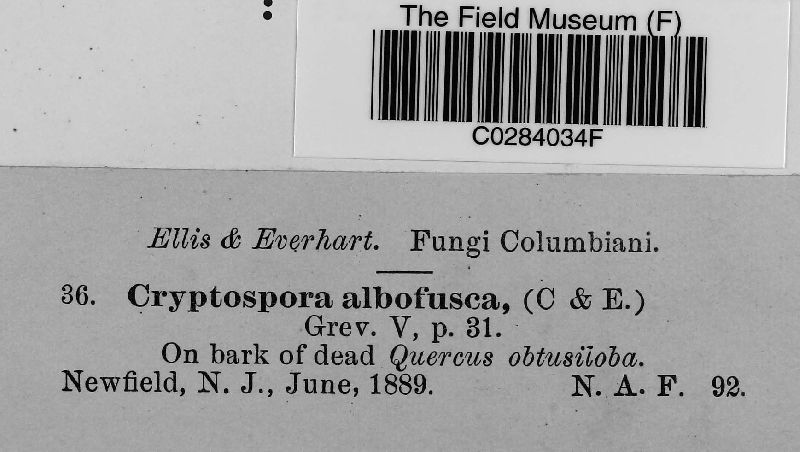 The Field Museum (F)
C0284034F
Ellis & Everhart. Fungi Columbiani.
36. Cryptospora albofusca, (C & E.)
Grev. V, p. 31.
On bark of dead Quercus obtusiloba.
Newfield, N. J., June, 1889. N. A. F. 92.